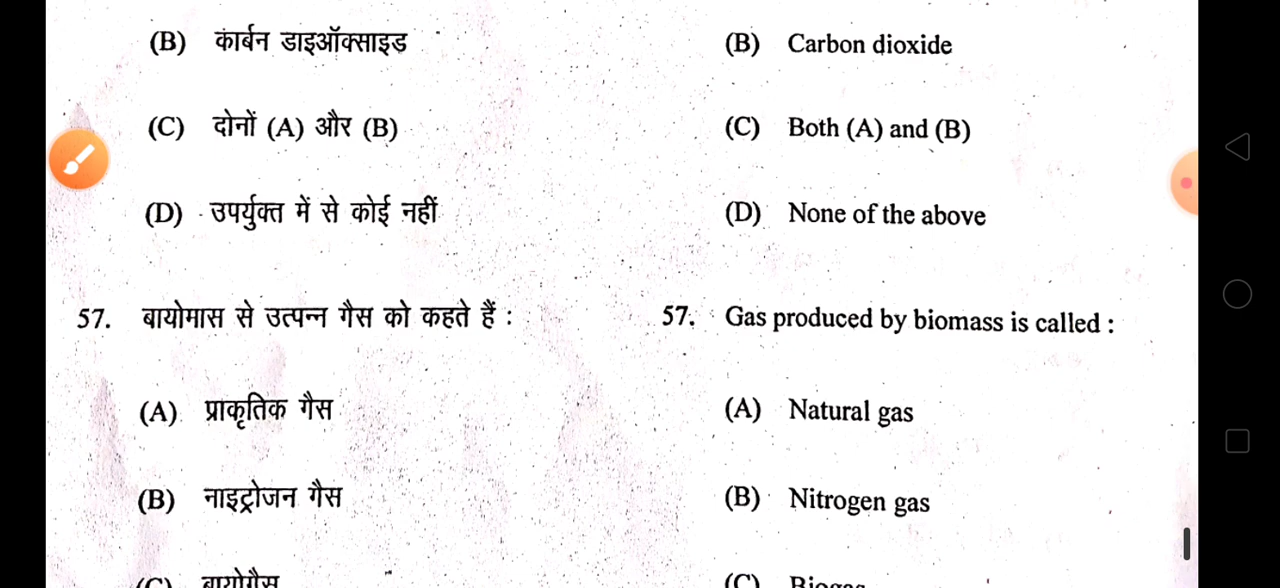 (B) कार्बन डाइऑक्साइड
(C) दोनों (A) और (B)
(D) उपर्युक्त में से कोई नहीं
57. बायोमास से उत्पन्न गैस को कहते हैं :
(A) प्राकृतिक गैस
(B) नाइट्रोजन गैस
(C) बायोगैस
(B) Carbon dioxide
(C) Both (A) and (B)
(D) None of the above
57. Gas produced by biomass is called :
(A) Natural gas
(B) Nitrogen gas
(C) Biogas